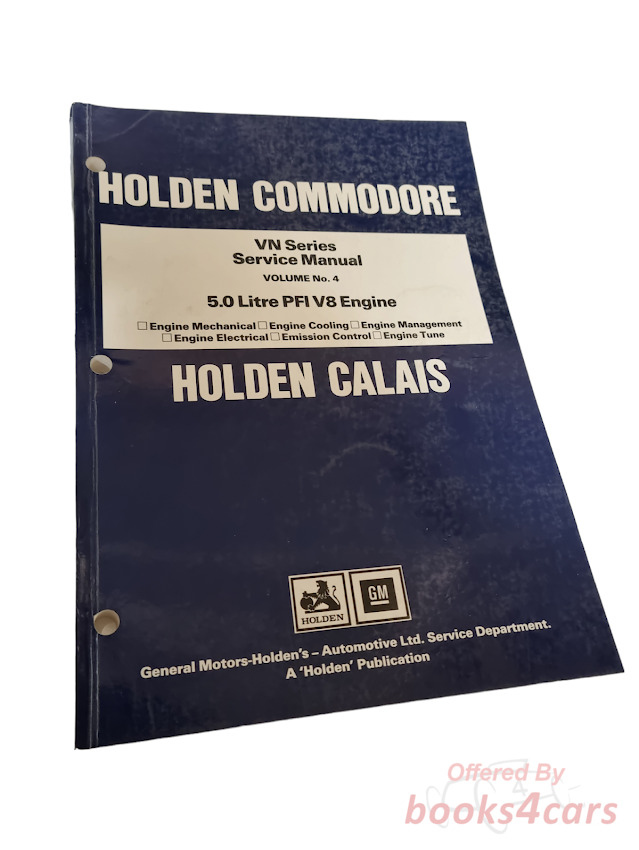 HOLDEN COMMODORE
VN Series
Service Manual
VOLUME No. 4
5.0 Litre PFI V8 Engine
☐ Engine Mechanical ☐ Engine Cooling ☐ Engine Management
☐ Engine Electrical ☐ Emission Control ☐ Engine Tune
HOLDEN CALAIS
HOLDEN GM
General Motors-Holden's – Automotive Ltd. Service Department.
A 'Holden' Publication
Offered By
books4cars